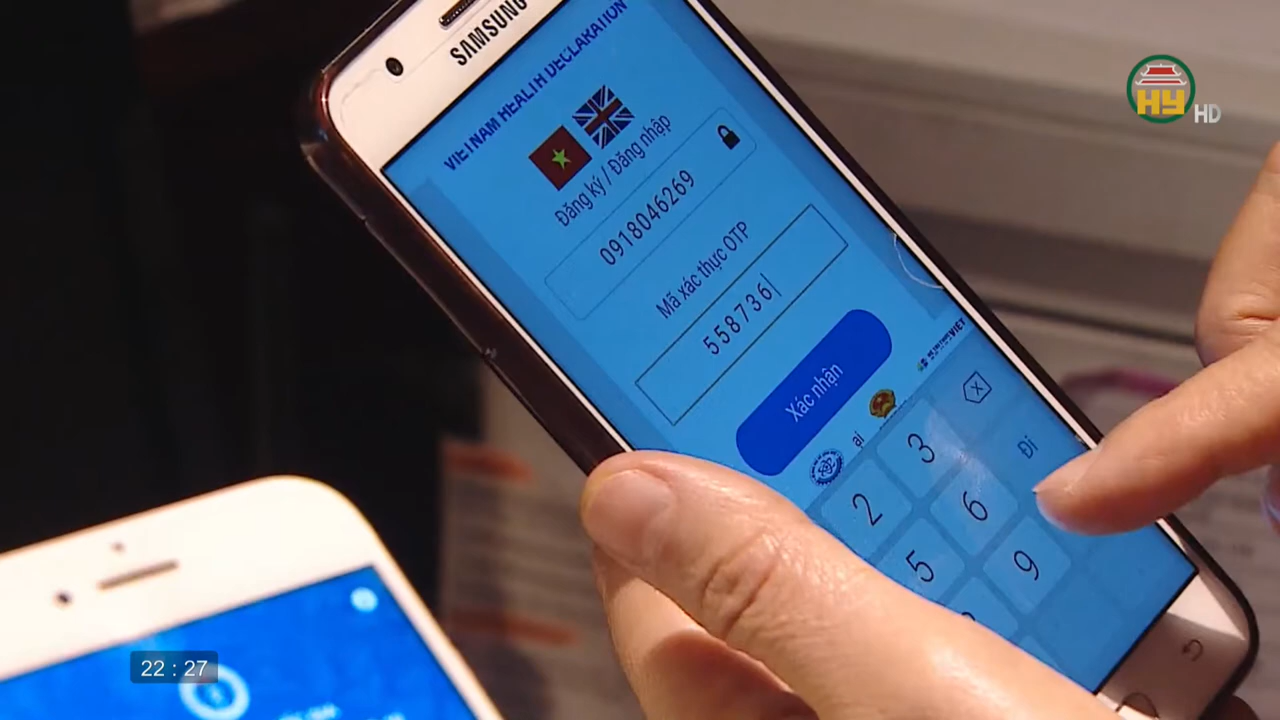 SAMSUNG
VIETNAM HEALTH DECLARATION
Đăng ký / Đăng nhập
0918046269
Mã xác thực OTP
558736
Xác nhận
ại
3
Đi
2
6
5
9
HY HD
22 : 27